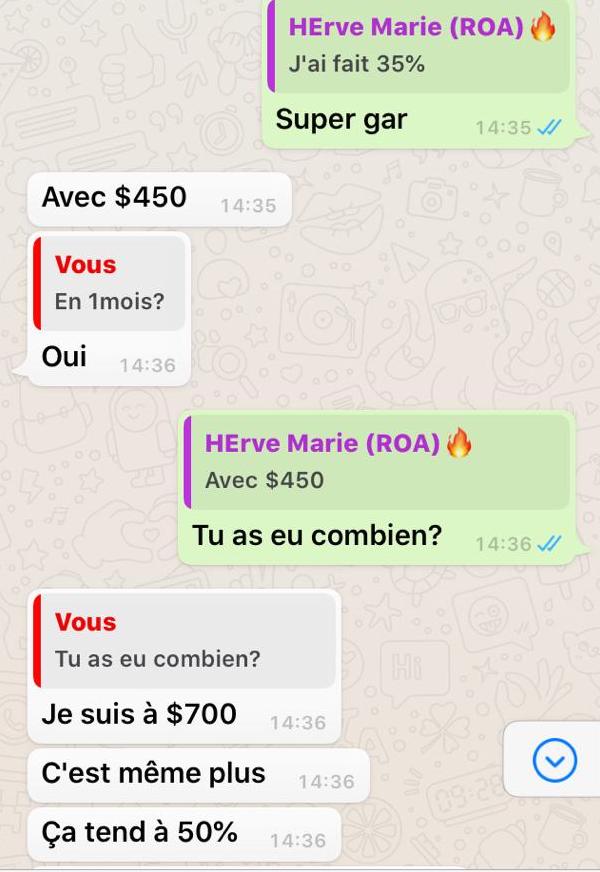 HErve Marie (ROA)🔥
J'ai fait 35%
Super gar 14:35
Avec $450 14:35
Vous
En 1mois?
Oui 14:36
HErve Marie (ROA)🔥
Avec $450
Tu as eu combien? 14:36
Vous
Tu as eu combien?
Je suis à $700 14:36
C'est même plus 14:36
Ça tend à 50% 14:36